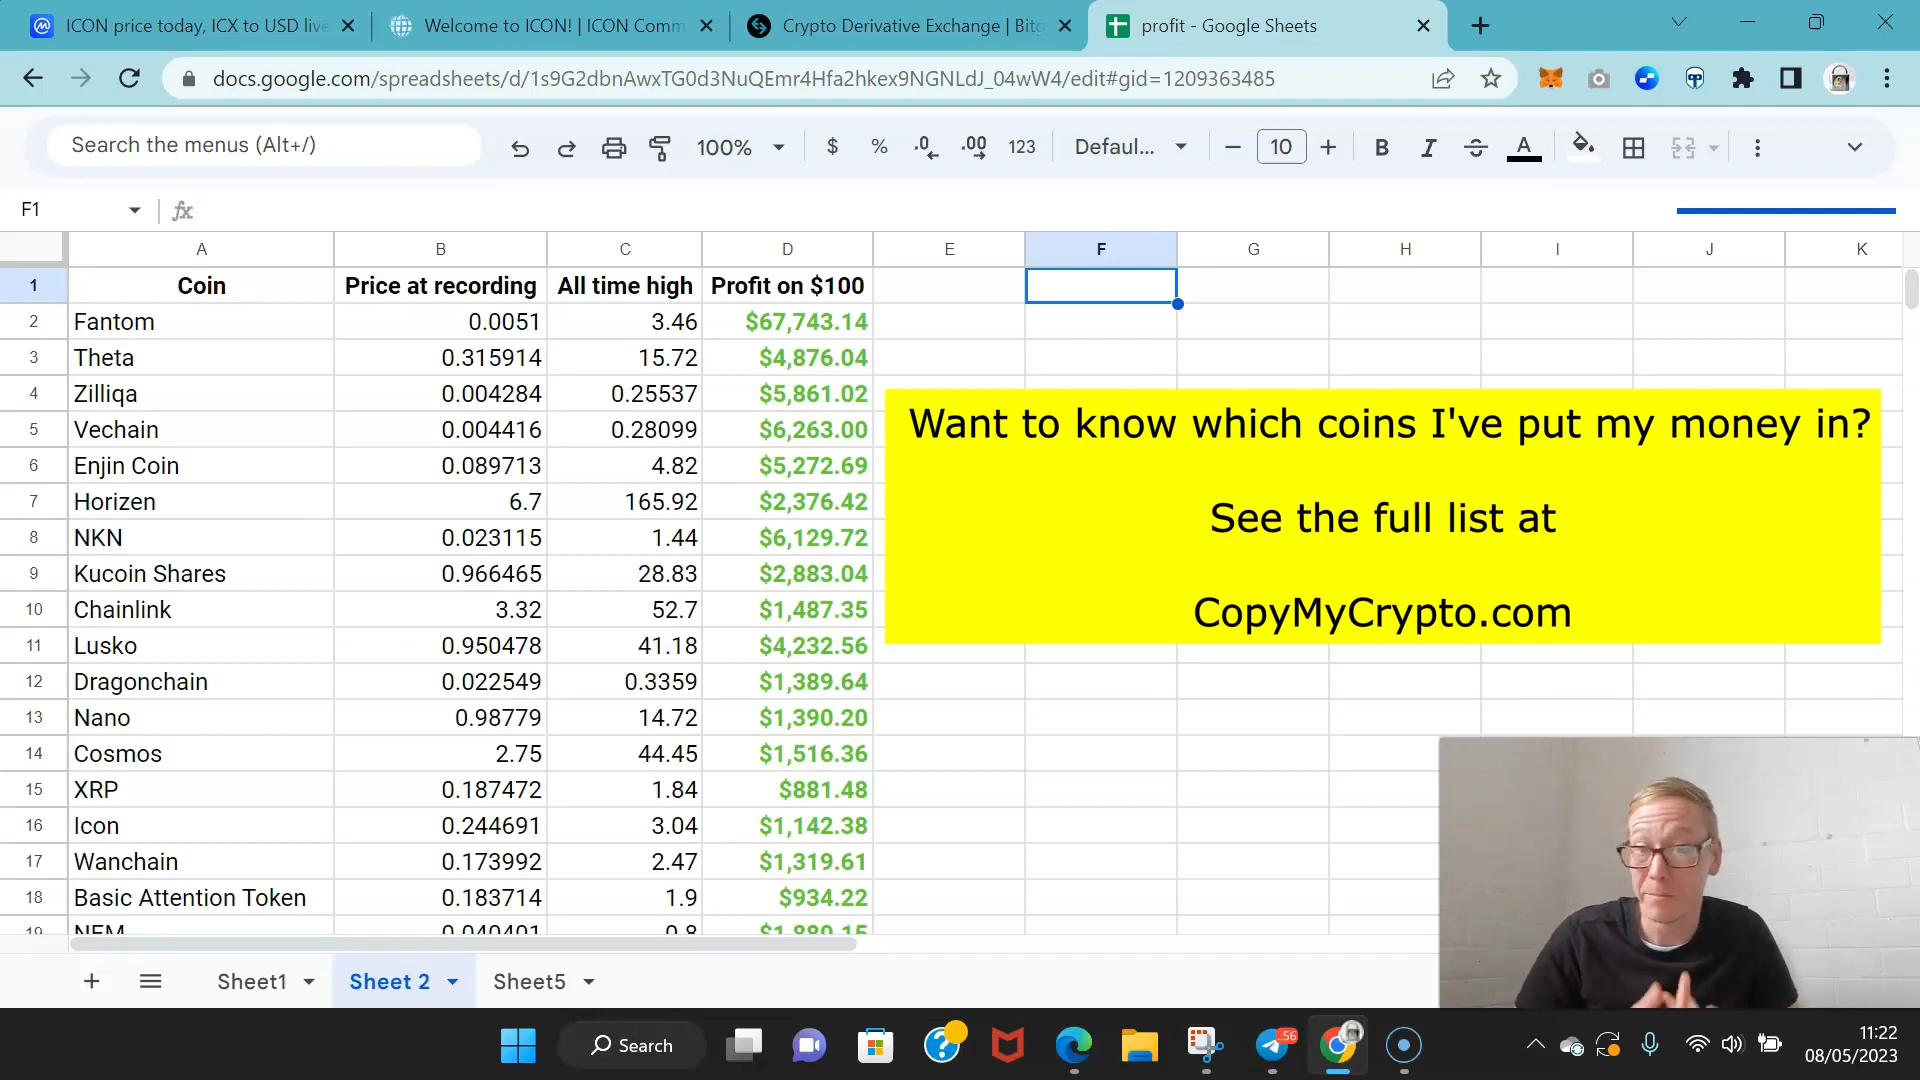 ICON price today, ICX to USD live
Welcome to ICON! | ICON Comm
Crypto Derivative Exchange | Bitg
profit - Google Sheets
docs.google.com/spreadsheets/d/1s9G2dbnAwxTG0d3NuQEmr4Hfa2hkex9NGNLdJ_04wW4/edit#gid=1209363485
Search the menus (Alt+/)
100%
$ % .0 .00 123
Defaul...
10
B I S A
F1
fx
A B C D E F G H I J K
1 Coin Price at recording All time high Profit on $100
2 Fantom 0.0051 3.46 $67,743.14
3 Theta 0.315914 15.72 $4,876.04
4 Zilliqa 0.004284 0.25537 $5,861.02
5 Vechain 0.004416 0.28099 $6,263.00
6 Enjin Coin 0.089713 4.82 $5,272.69
7 Horizen 6.7 165.92 $2,376.42
8 NKN 0.023115 1.44 $6,129.72
9 Kucoin Shares 0.966465 28.83 $2,883.04
10 Chainlink 3.32 52.7 $1,487.35
11 Lusko 0.950478 41.18 $4,232.56
12 Dragonchain 0.022549 0.3359 $1,389.64
13 Nano 0.98779 14.72 $1,390.20
14 Cosmos 2.75 44.45 $1,516.36
15 XRP 0.187472 1.84 $881.48
16 Icon 0.244691 3.04 $1,142.38
17 Wanchain 0.173992 2.47 $1,319.61
18 Basic Attention Token 0.183714 1.9 $934.22
19 NEM 0.040401 0.8 $1,880.15
Want to know which coins I've put my money in?
See the full list at
CopyMyCrypto.com
Sheet1
Sheet 2
Sheet5
Search
56
11:22
08/05/2023